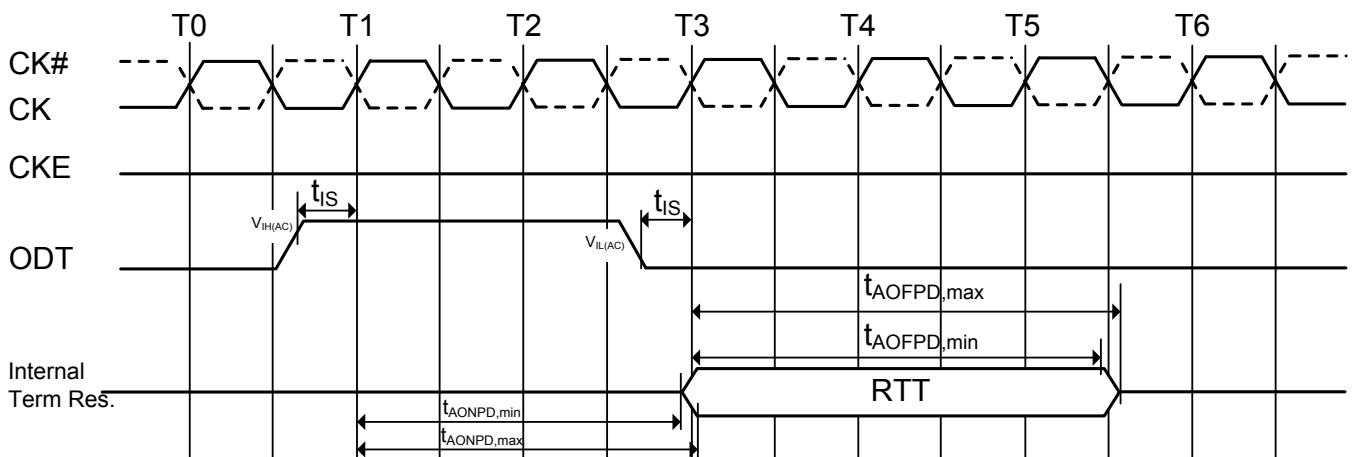 T0 T1 T2 T3 T4 T5 T6
CK#
CK
CKE
tIS
tIS
VIH(AC)
VIL(AC)
ODT
tAOFPD,max
tAOFPD,min
Internal
Term Res.
RTT
tAONPD,min
tAONPD,max